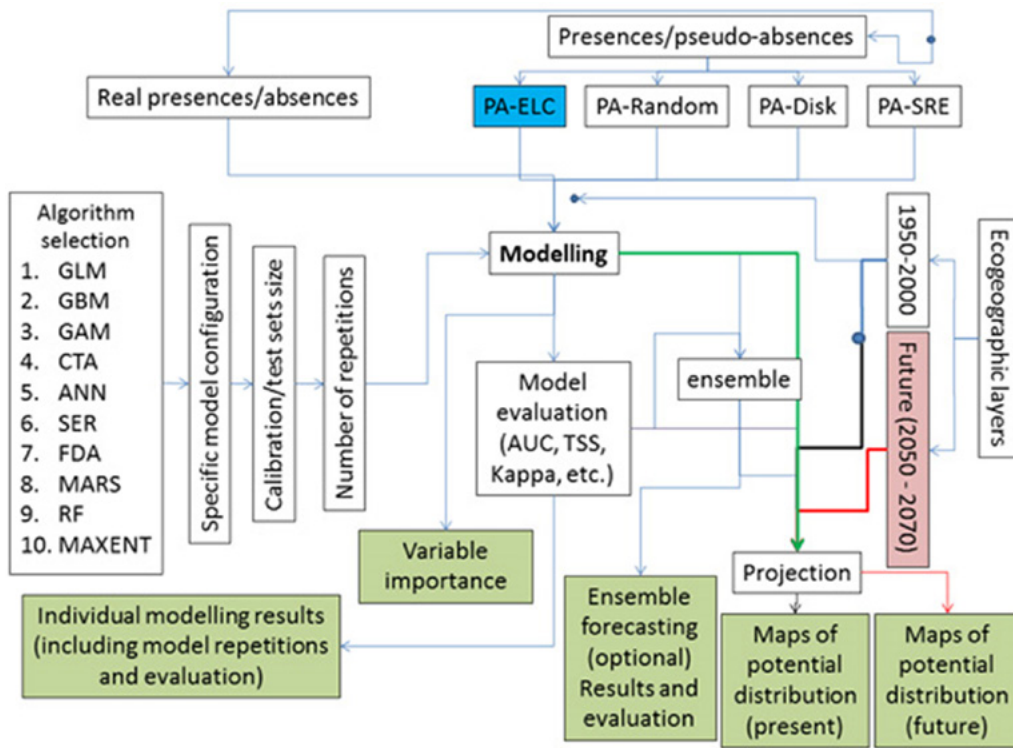 Presences/pseudo-absences
Real presences/absences
PA-ELC
PA-Random
PA-Disk
PA-SRE
Algorithm
selection
1. GLM
2. GBM
3. GAM
4. CTA
5. ANN
6. SER
7. FDA
8. MARS
9. RF
10. MAXENT
Specific model configuration
Calibration/test sets size
Number of repetitions
Modelling
1950-2000
Future (2050 - 2070)
Ecogeographic layers
Model
evaluation
(AUC, TSS,
Kappa, etc.)
ensemble
Variable
importance
Projection
Individual modelling results
(including model repetitions
and evaluation)
Ensemble
forecasting
(optional)
Results and
evaluation
Maps of
potential
distribution
(present)
Maps of
potential
distribution
(future)